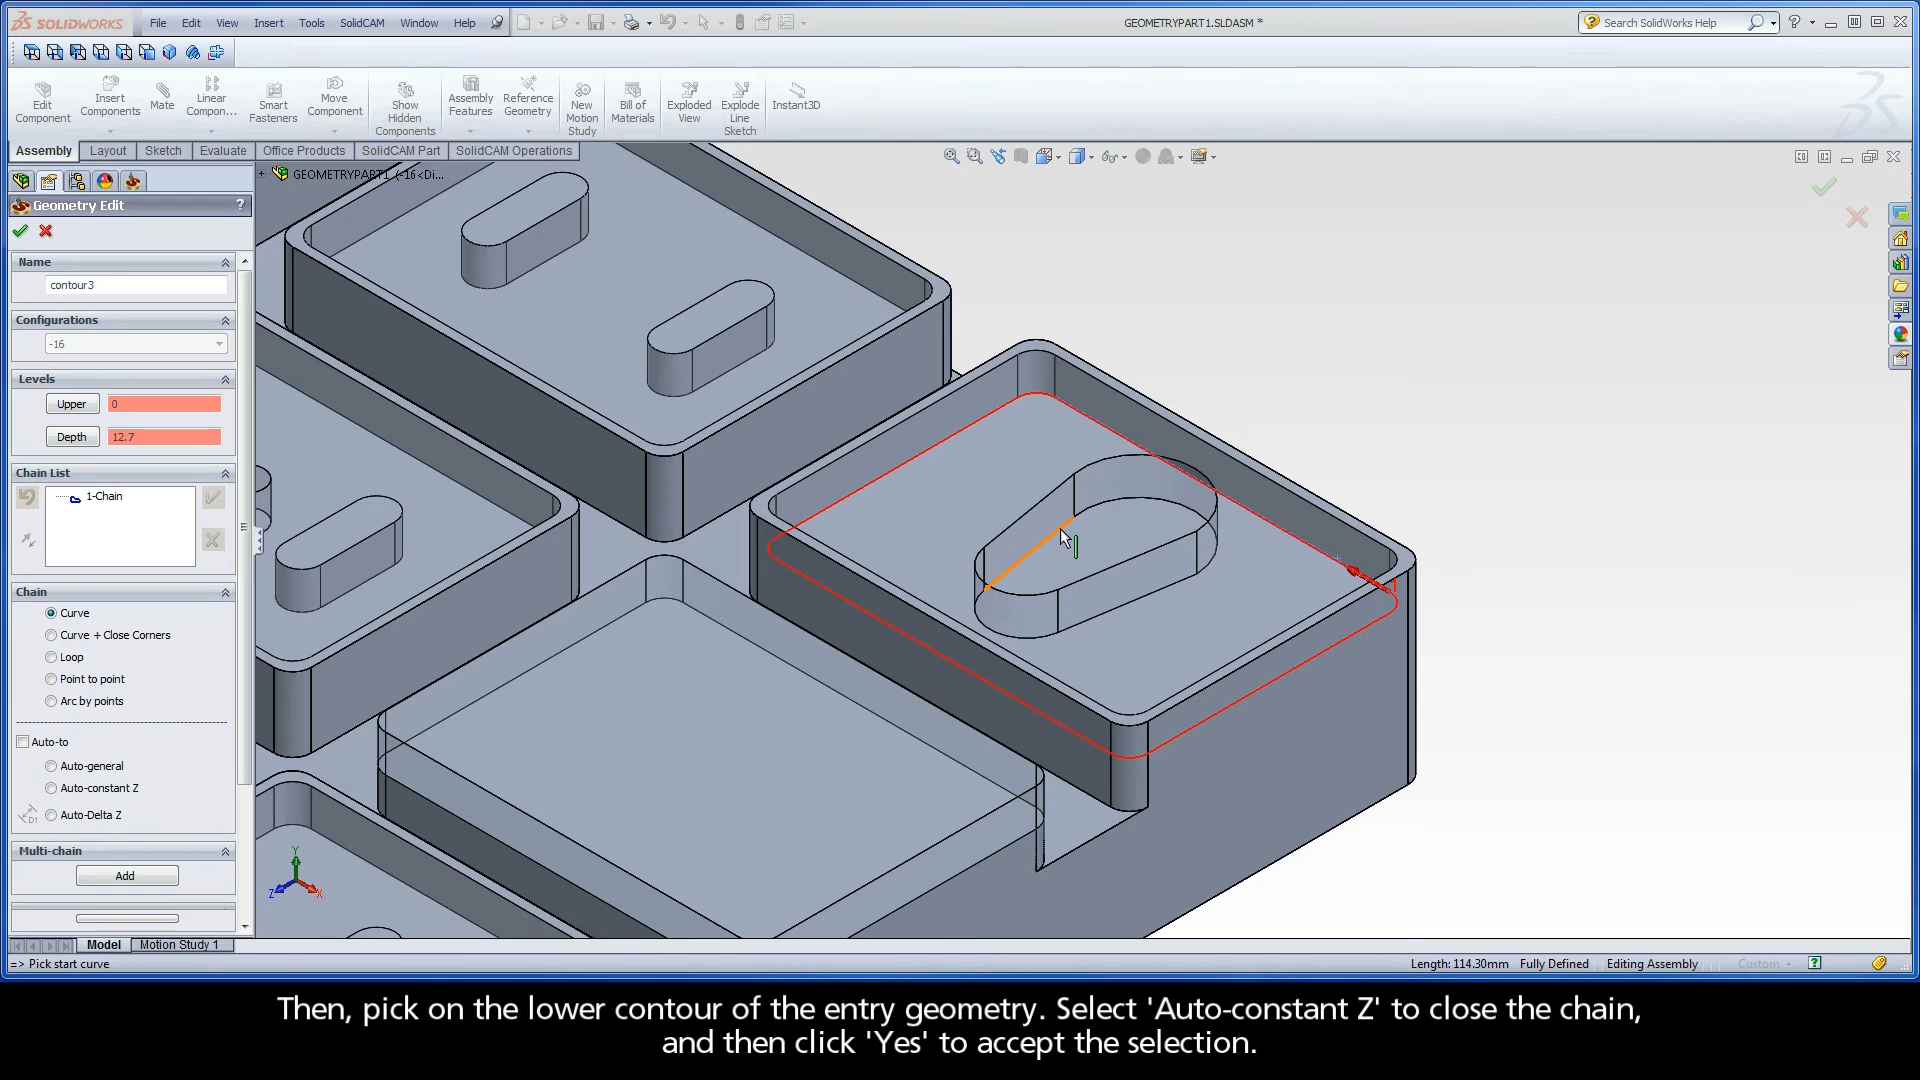 SOLIDWORKS
File Edit View Insert Tools SolidCAM Window Help
GEOMETRYPART1.SLDASM *
Search SolidWorks Help
Edit Component
Insert Components
Mate
Linear Compon...
Smart Fasteners
Move Component
Show Hidden Components
Assembly Features
Reference Geometry
New Motion Study
Bill of Materials
Exploded View
Explode Line Sketch
Instant3D
Assembly Layout Sketch Evaluate Office Products SolidCAM Part SolidCAM Operations
GEOMETRYPART1 (-16<Di...
Geometry Edit ?
Name
contour3
Configurations
-16
Levels
Upper 0
Depth 12.7
Chain List
1-Chain
Chain
Curve
Curve + Close Corners
Loop
Point to point
Arc by points
Auto-to
Auto-general
Auto-constant Z
Auto-Delta Z
Multi-chain
Add
Y
Z
X
Model Motion Study 1
=> Pick start curve
Length: 114.30mm Fully Defined Editing Assembly Custom
Then, pick on the lower contour of the entry geometry. Select 'Auto-constant Z' to close the chain,
and then click 'Yes' to accept the selection.